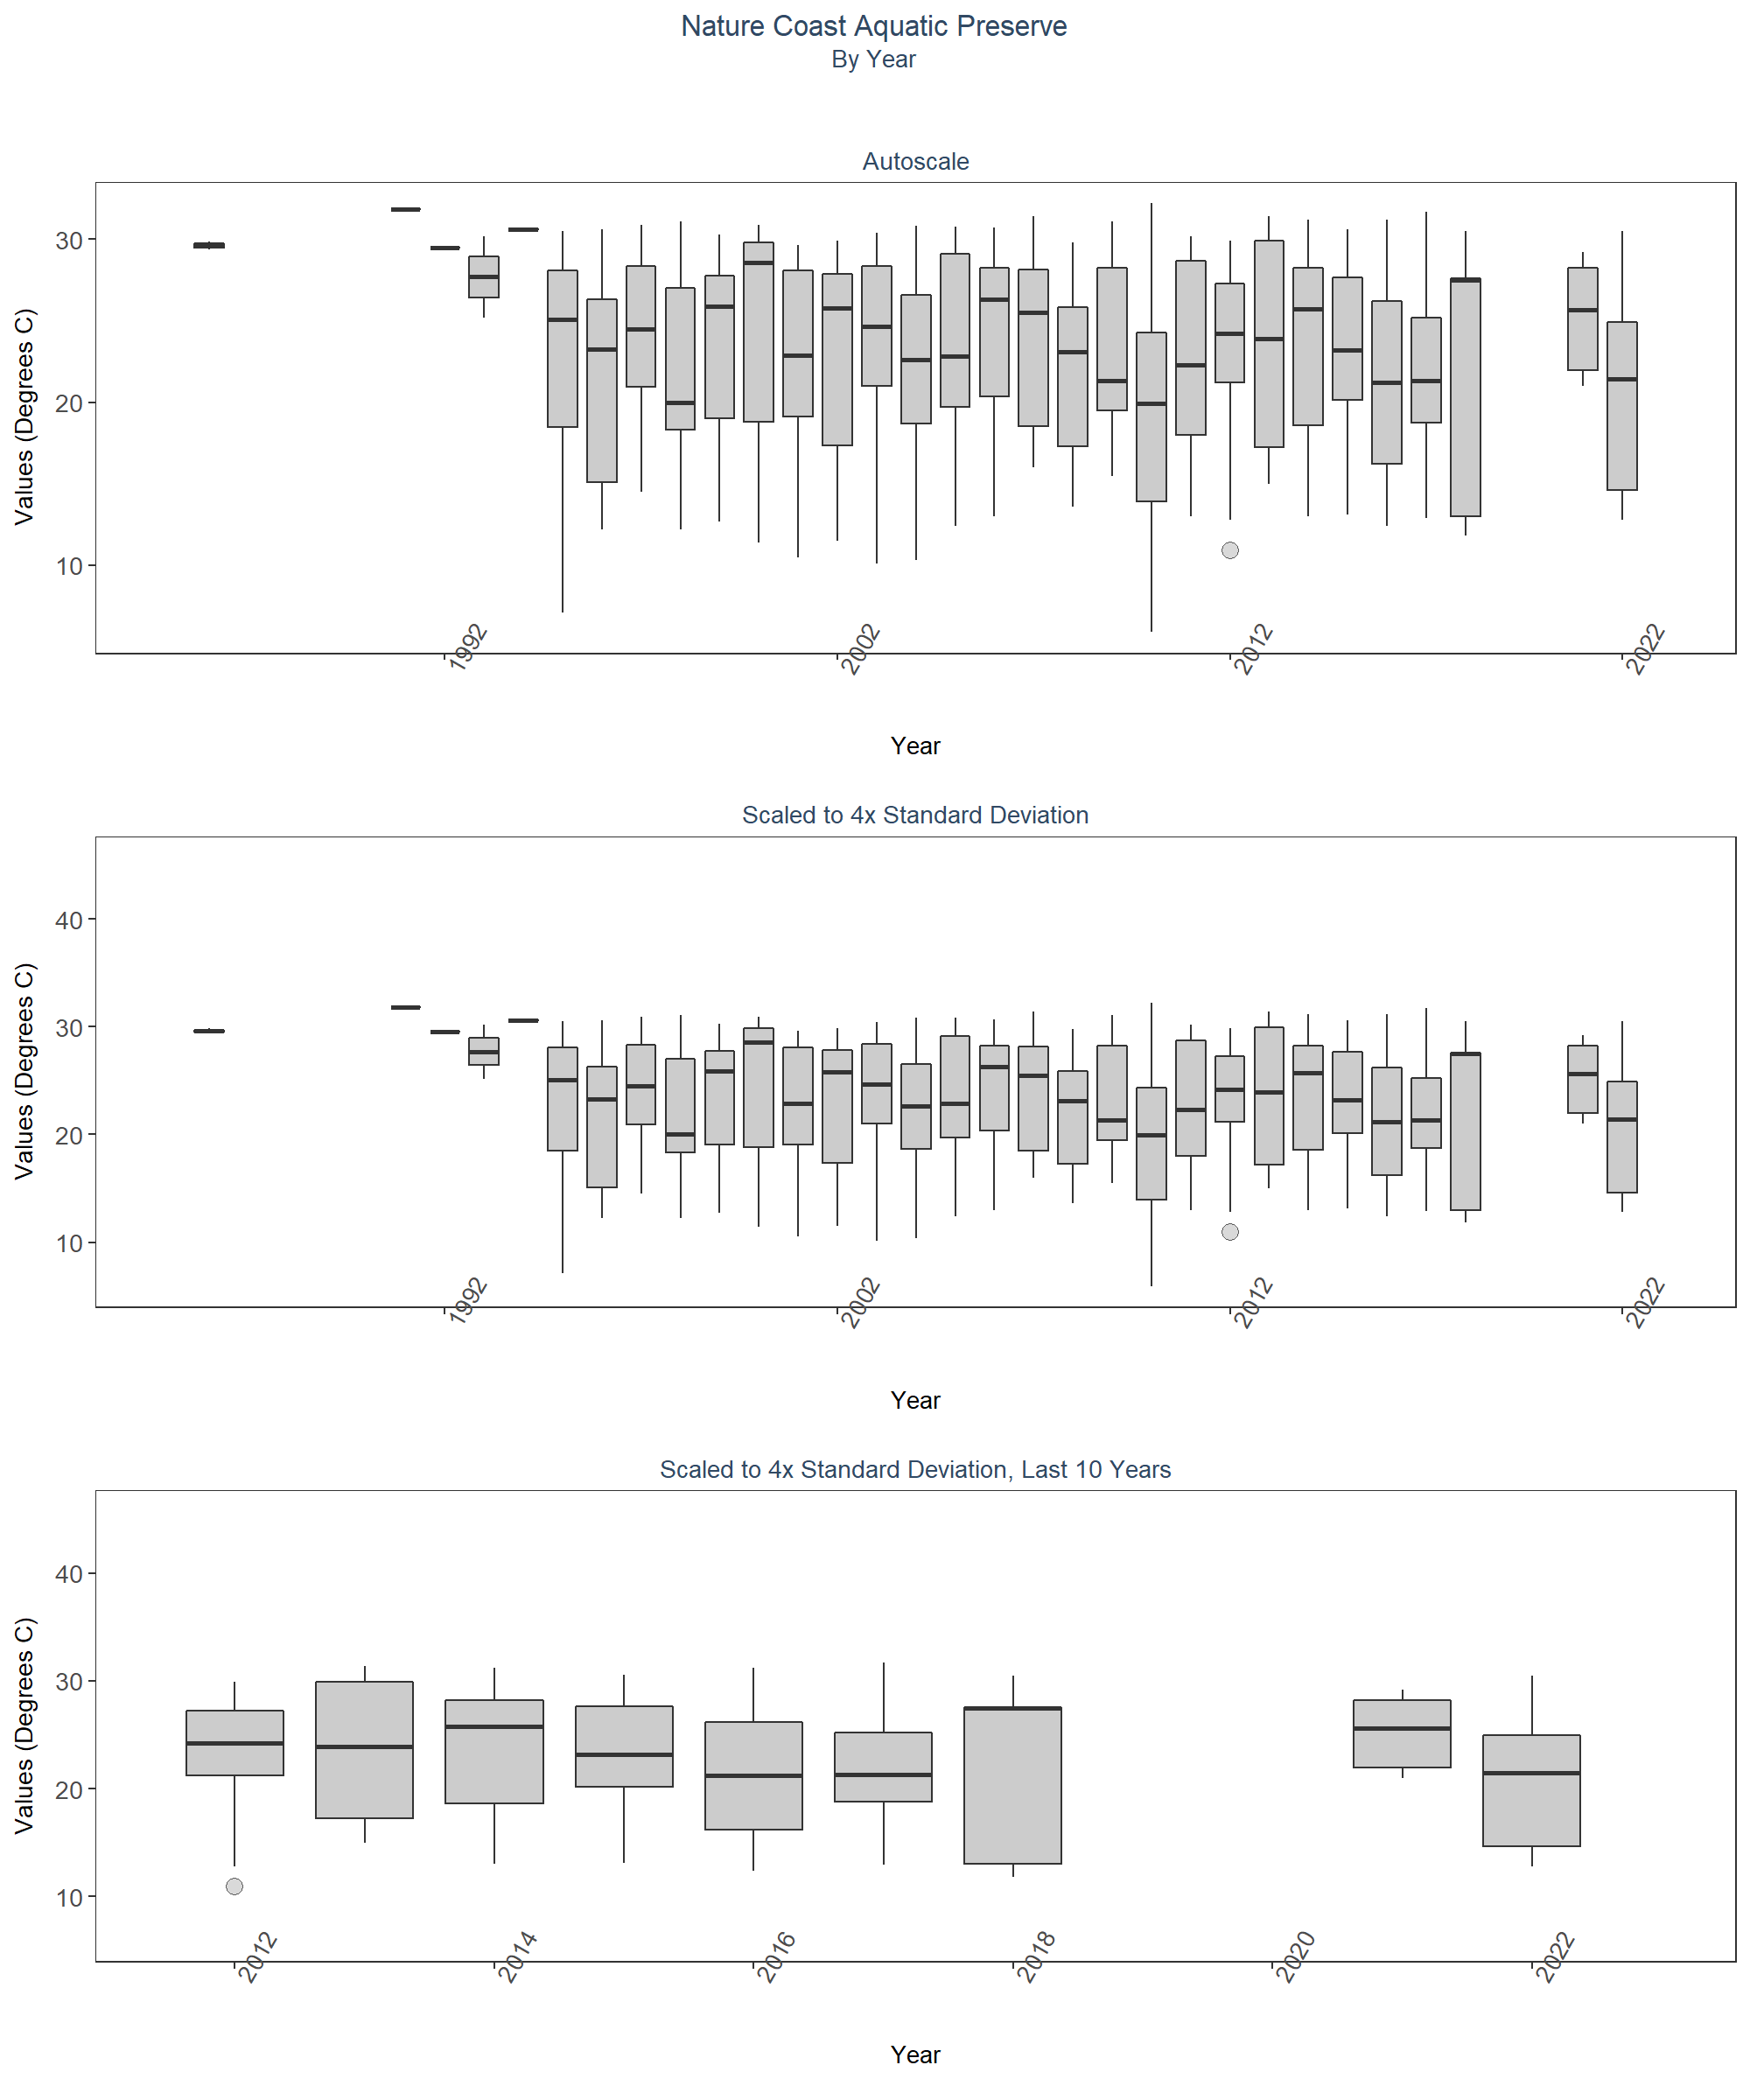 Nature Coast Aquatic Preserve
By Year
Autoscale
Values (Degrees C)
30
20
10
1992
2002
2012
2022
Year
Scaled to 4x Standard Deviation
Values (Degrees C)
40
30
20
10
1992
2002
2012
2022
Year
Scaled to 4x Standard Deviation, Last 10 Years
Values (Degrees C)
40
30
20
10
2012
2014
2016
2018
2020
2022
Year